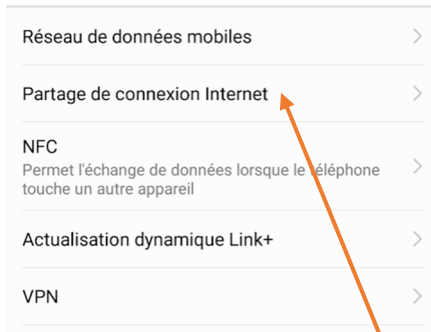 Réseau de données mobiles
Partage de connexion Internet
NFC
Permet l'échange de données lorsque le téléphone
touche un autre appareil
Actualisation dynamique Link+
VPN